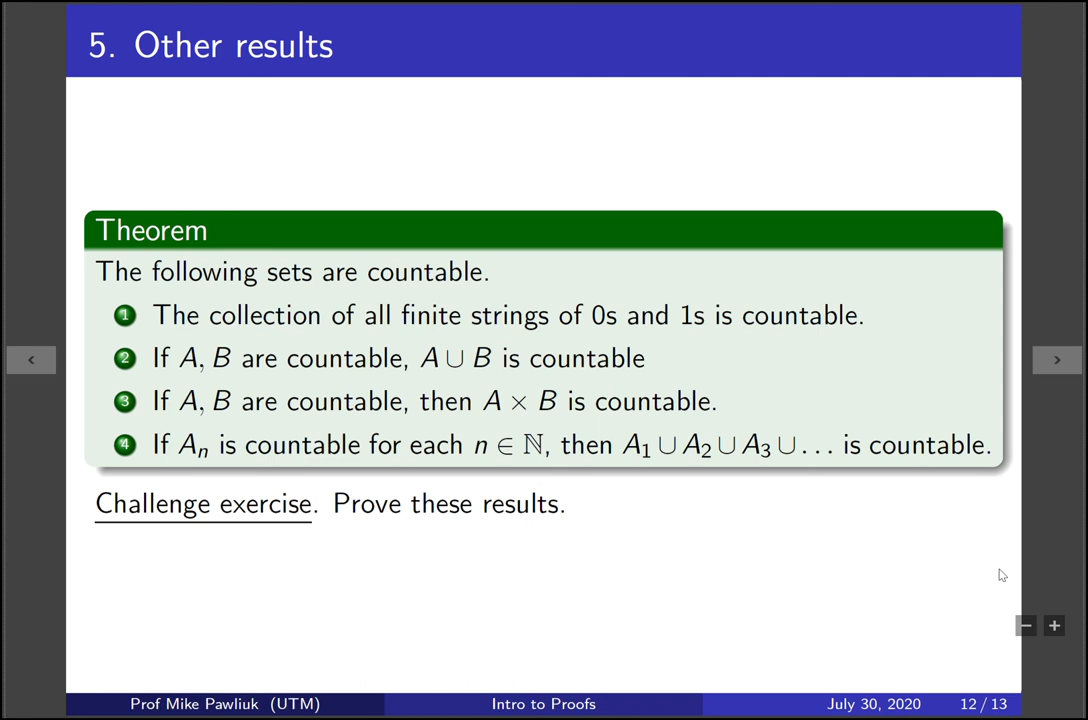 5. Other results
Theorem
The following sets are countable.
1 The collection of all finite strings of 0s and 1s is countable.
2 If A, B are countable, A ∪ B is countable
3 If A, B are countable, then A × B is countable.
4 If Aₙ is countable for each n ∈ ℕ, then A₁ ∪ A₂ ∪ A₃ ∪ … is countable.
Challenge exercise. Prove these results.
Prof Mike Pawliuk (UTM) Intro to Proofs July 30, 2020 12 / 13